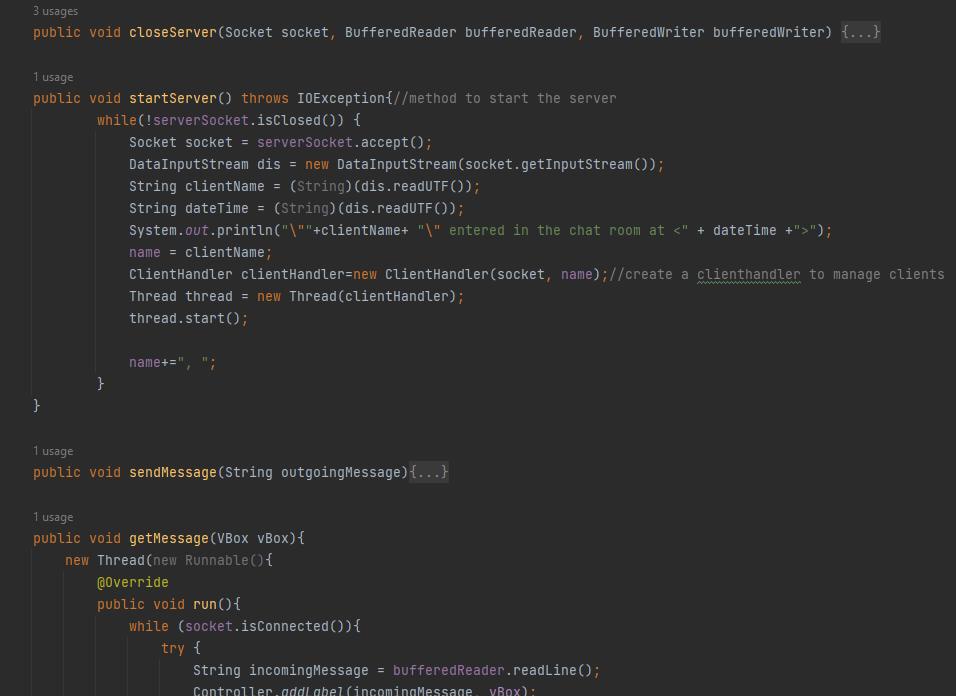 3 usages
public void closeServer(Socket socket, BufferedReader bufferedReader, BufferedWriter bufferedWriter) {...}
1 usage
public void startServer() throws IOException{//method to start the server
while(!serverSocket.isClosed()) {
Socket socket = serverSocket.accept();
DataInputStream dis = new DataInputStream(socket.getInputStream());
String clientName = (String)(dis.readUTF());
String dateTime = (String)(dis.readUTF());
System.out.println("\""+clientName+ "\" entered in the chat room at <" + dateTime +">");
name = clientName;
ClientHandler clientHandler=new ClientHandler(socket, name);//create a clienthandler to manage clients
Thread thread = new Thread(clientHandler);
thread.start();
name+=", ";
}
}
1 usage
public void sendMessage(String outgoingMessage){...}
1 usage
public void getMessage(VBox vBox){
new Thread(new Runnable(){
@Override
public void run(){
while (socket.isConnected()){
try {
String incomingMessage = bufferedReader.readLine();
Controller.addLabel(incomingMessage, vBox);